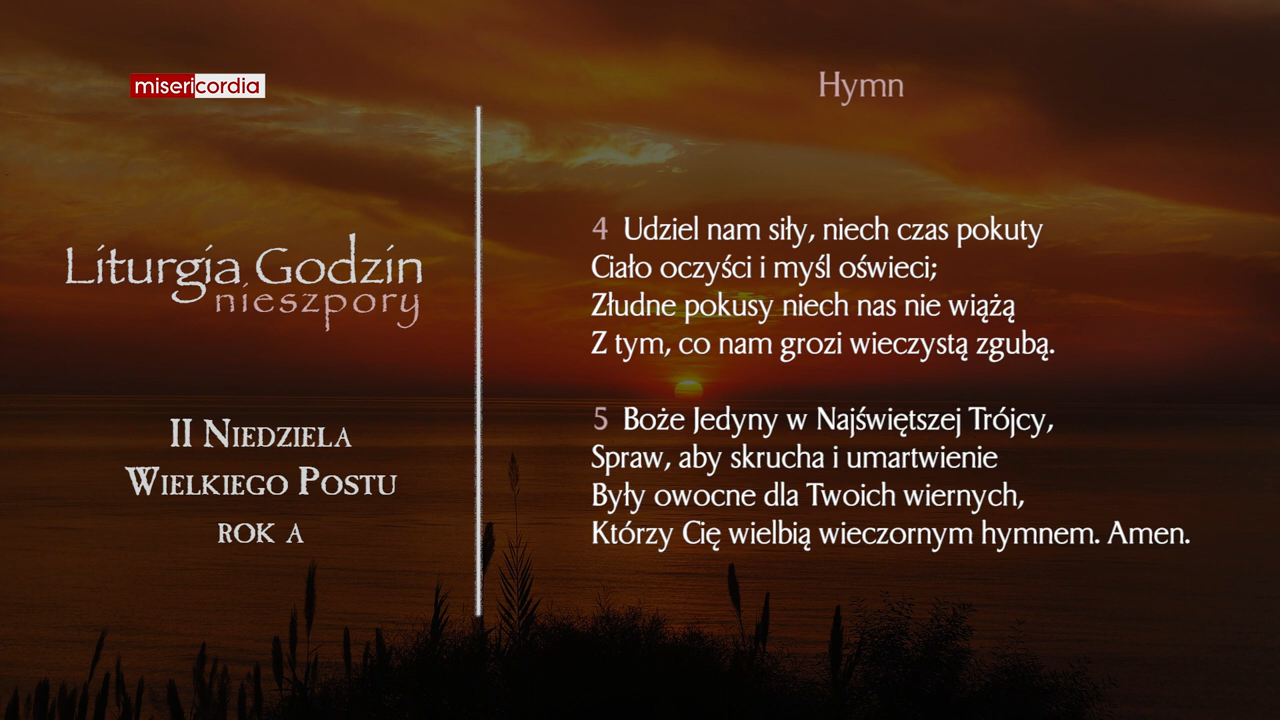 misericordia
Liturgia Godzin
nieszpory
II Niedziela
Wielkiego Postu
rok A
Hymn
4 Udziel nam siły, niech czas pokuty
Ciało oczyści i myśl oświeci;
Złudne pokusy niech nas nie wiążą
Z tym, co nam grozi wieczystą zgubą.
5 Boże Jedyny w Najświętszej Trójcy,
Spraw, aby skrucha i umartwienie
Były owocne dla Twoich wiernych,
Którzy Cię wielbią wieczornym hymnem. Amen.